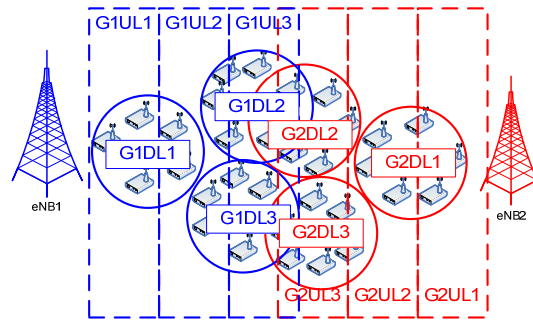 G1UL1 G1UL2 G1UL3
G1DL2
G2DL2
G1DL1
G2DL1
eNB1
eNB2
G1DL3
G2DL3
G2UL3 G2UL2 G2UL1